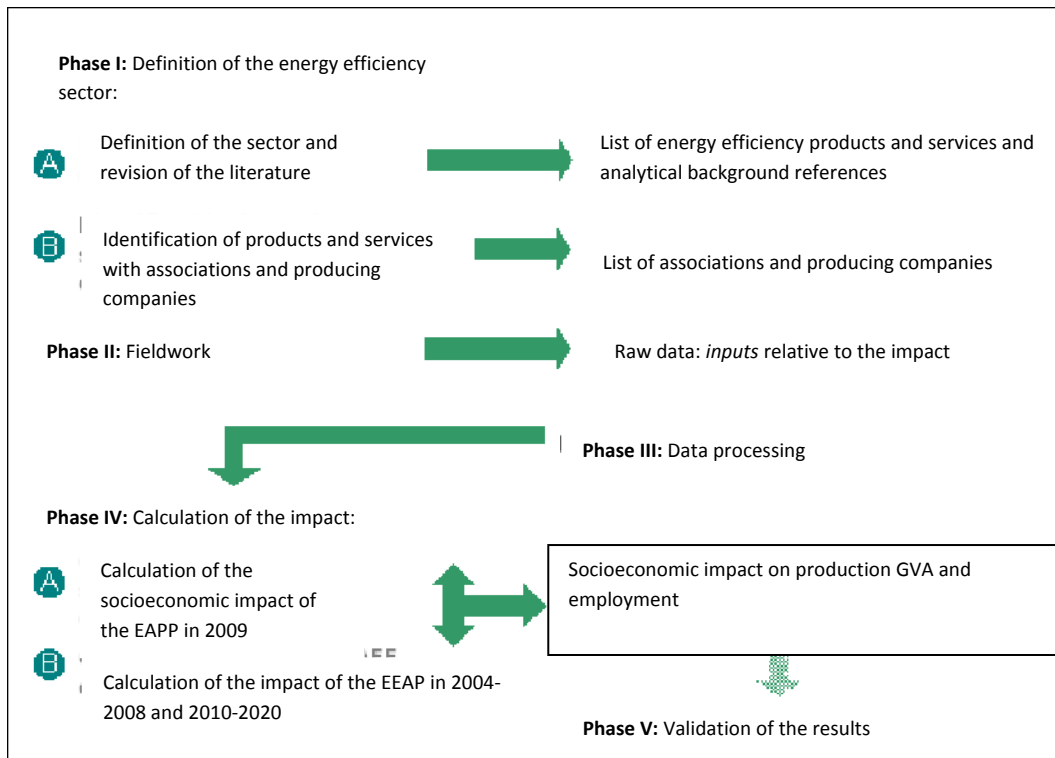 Phase I: Definition of the energy efficiency
sector:
A
Definition of the sector and
revision of the literature
List of energy efficiency products and services and
analytical background references
B
Identification of products and services
with associations and producing
companies
List of associations and producing companies
Phase II: Fieldwork
Raw data: inputs relative to the impact
Phase III: Data processing
Phase IV: Calculation of the impact:
A
Calculation of the
socioeconomic impact of
the EAPP in 2009
Socioeconomic impact on production GVA and
employment
B
Calculation of the impact of the EEAP in 2004-
2008 and 2010-2020
Phase V: Validation of the results